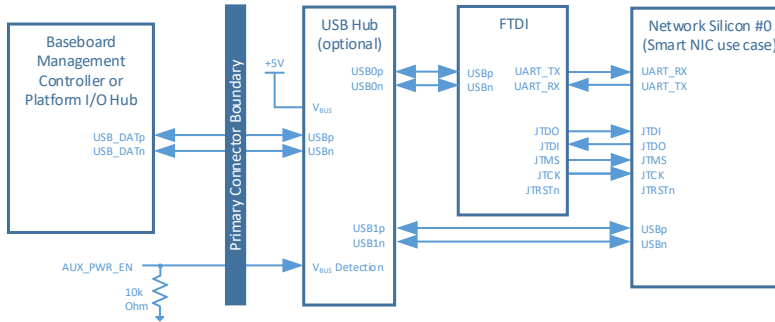 Baseboard
Management
Controller or
Platform I/O Hub
USB_DATp
USB_DATn
Primary Connector Boundary
AUX_PWR_EN
10k
Ohm
+5V
USB Hub
(optional)
USB0p
USB0n
VBUS
USBp
USBn
USB1p
USB1n
VBUS Detection
FTDI
USBp
USBn
UART_TX
UART_RX
JTDO
JTDI
JTMS
JTCK
JTRSTn
Network Silicon #0
(Smart NIC use case)
UART_RX
UART_TX
JTDI
JTDO
JTMS
JTCK
JTRSTn
USBp
USBn